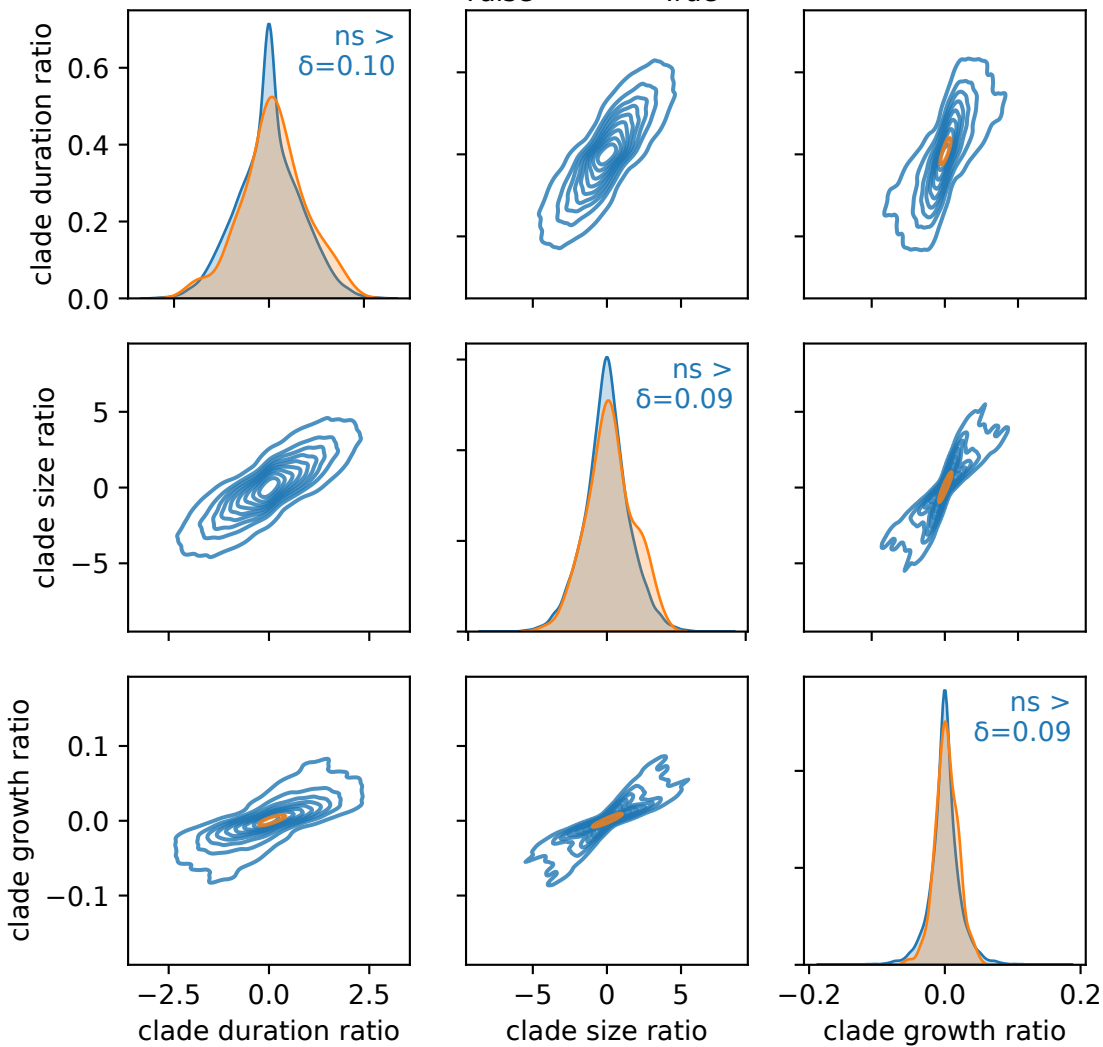 ns >
δ=0.10
clade duration ratio
0.6
0.4
0.2
0.0
−5 0 5
ns >
δ=0.09
clade size ratio
5
0
−5
ns >
δ=0.09
clade growth ratio
0.1
0.0
−0.1
−2.5 0.0 2.5
−5 0 5
−0.2 0.0 0.2
clade duration ratio
clade size ratio
clade growth ratio